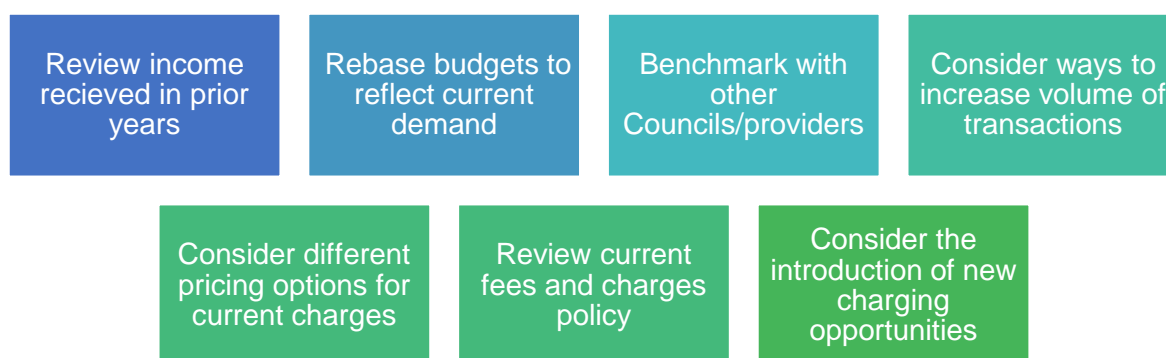 Review income
recieved in prior
years
Rebase budgets to
reflect current
demand
Benchmark with
other
Councils/providers
Consider ways to
increase volume of
transactions
Consider different
pricing options for
current charges
Review current
fees and charges
policy
Consider the
introduction of new
charging
opportunities